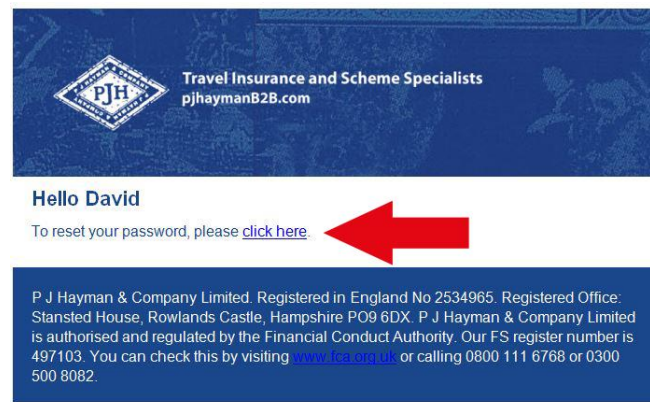 PJH
J HAYMAN & COMPANY
Travel Insurance and Scheme Specialists
pjhaymanB2B.com
Hello David
To reset your password, please click here.
P J Hayman & Company Limited. Registered in England No 2534965. Registered Office:
Stansted House, Rowlands Castle, Hampshire PO9 6DX. P J Hayman & Company Limited
is authorised and regulated by the Financial Conduct Authority. Our FS register number is
497103. You can check this by visiting www.fca.org.uk or calling 0800 111 6768 or 0300
500 8082.